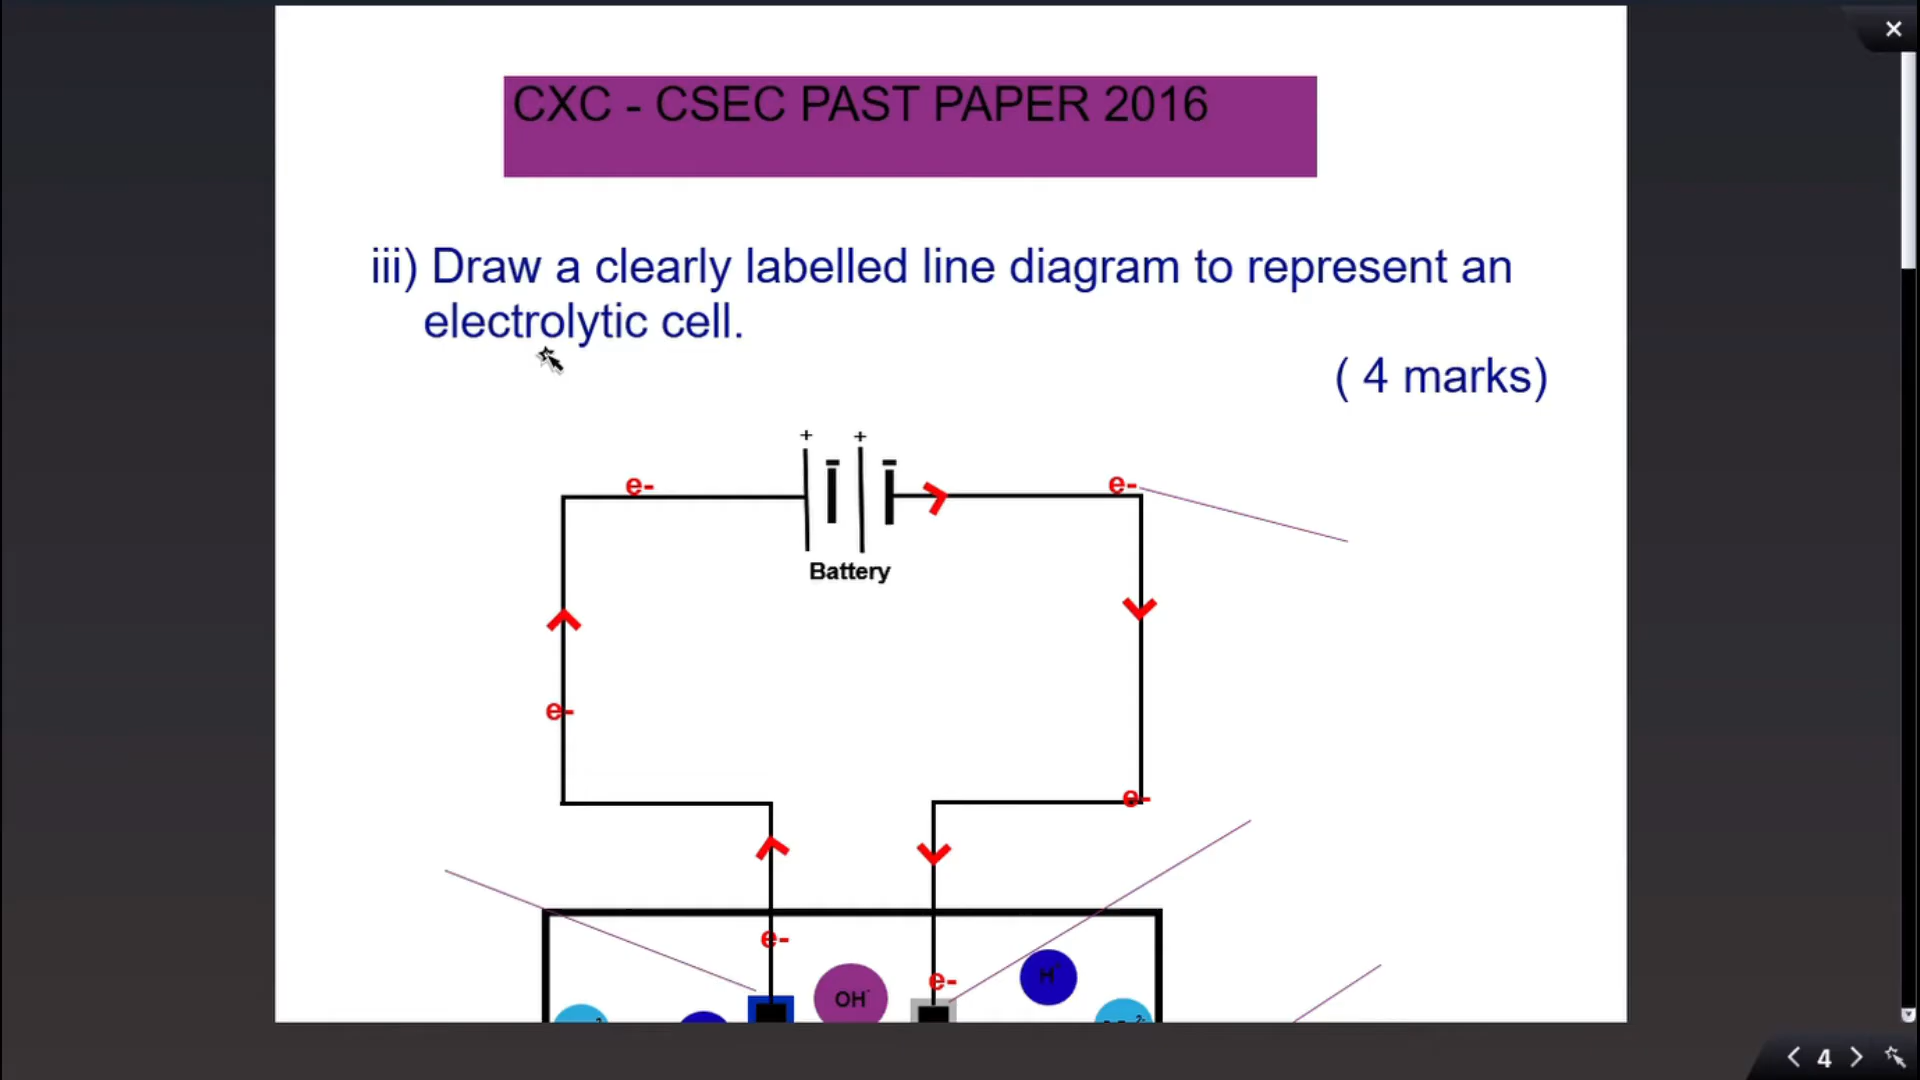 CXC - CSEC PAST PAPER 2016
iii) Draw a clearly labelled line diagram to represent an
electrolytic cell.
( 4 marks)
+ +
e-
e-
Battery
e-
e-
e-
e-
H⁺
OH⁻
4